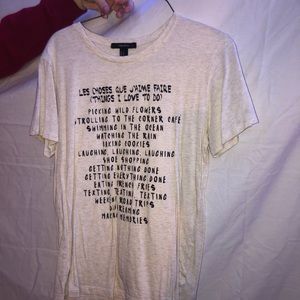 LES CHOSES QUE J'AIME FAIRE
(THINGS I LOVE TO DO)
PICKING WILD FLOWERS
STROLLING TO THE CORNER CAFE
SWIMMING IN THE OCEAN
WATCHING THE RAIN
BAKING COOKIES
LAUGHING, LAUGHING, LAUGHING
SHOE SHOPPING
GETTING NOTHING DONE
GETTING EVERYTHING DONE
EATING FRENCH FRIES
TEXTING, TEXTING, TEXTING
WEEKEND ROAD TRIPS
DAYDREAMING
MAKING MEMORIES